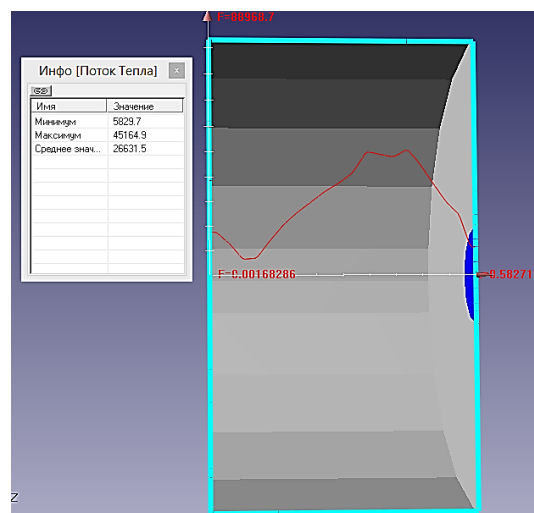 F=88968.7
Инфо [Поток Тепла]
x
Имя Значение
Минимум 5829.7
Максимум 45164.9
Среднее знач... 26631.5
F=0.00168286
0.58271
Z